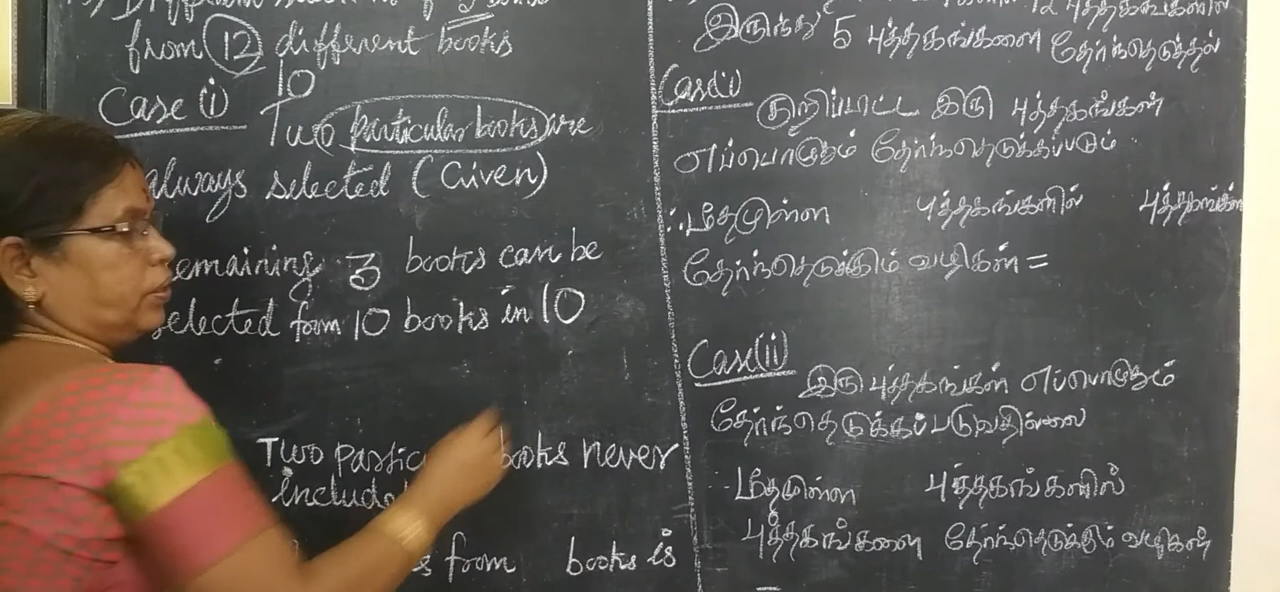 from 12 different books
10
Case (i) Two particular books are
always selected (Given)
emaining 3 books can be
selected from 10 books in 10
Two books never
from books is
இருந்து 5 புத்தகங்களை தேர்ந்தெடுத்தல்
Case (i)
குறிப்பிட்ட இரு புத்தகங்கள்
எப்பொழுதும் தேர்ந்தெடுக்கப்படும்
∴ மீதமுள்ள புத்தகங்களில் புத்தகங்கள்
தேர்ந்தெடுக்கும் வழிகள் =
Case (ii)
இரு புத்தகங்கள் எப்பொழுதும்
தேர்ந்தெடுக்கப்படுவதில்லை
∴ மீதமுள்ள புத்தகங்களில்
புத்தகங்களை தேர்ந்தெடுக்கும் வழிகள்
=